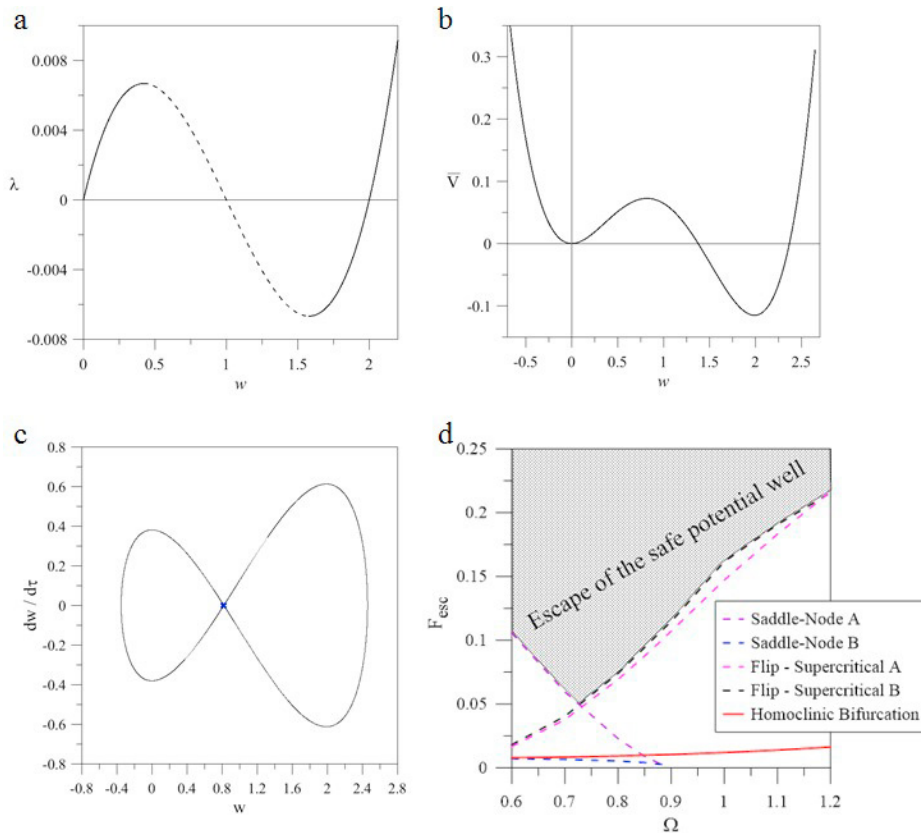 a
0.008
0.004
0
-0.004
-0.008
λ
0 0.5 1 1.5 2
w
b
0.3
0.2
0.1
0
-0.1
V̅
-0.5 0 0.5 1 1.5 2 2.5
w
c
0.8
0.6
0.4
0.2
0
-0.2
-0.4
-0.6
-0.8
dw / dτ
-0.8 -0.4 0 0.4 0.8 1.2 1.6 2 2.4 2.8
w
d
0.25
0.2
0.15
0.1
0.05
0
F_esc
Escape of the safe potential well
Saddle-Node A
Saddle-Node B
Flip - Supercritical A
Flip - Supercritical B
Homoclinic Bifurcation
0.6 0.7 0.8 0.9 1 1.1 1.2
Ω